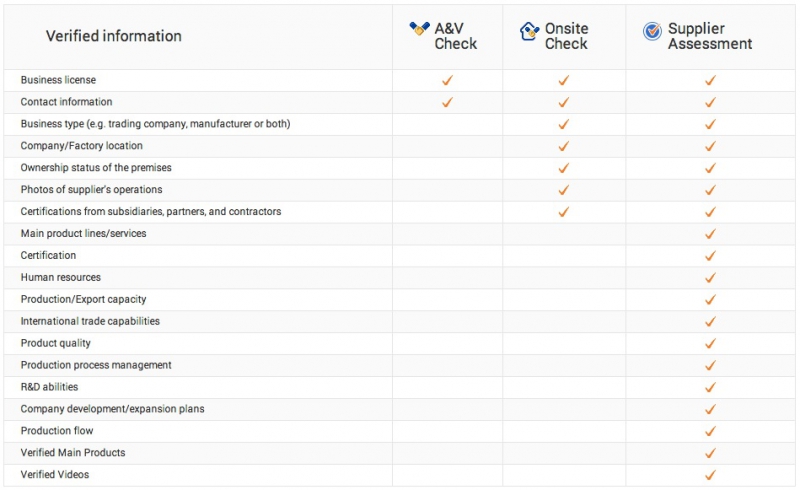 Verified information
A&V
Check
Onsite
Check
Supplier
Assessment
Business license
Contact information
Business type (e.g. trading company, manufacturer or both)
Company/Factory location
Ownership status of the premises
Photos of supplier's operations
Certifications from subsidiaries, partners, and contractors
Main product lines/services
Certification
Human resources
Production/Export capacity
International trade capabilities
Product quality
Production process management
R&D abilities
Company development/expansion plans
Production flow
Verified Main Products
Verified Videos